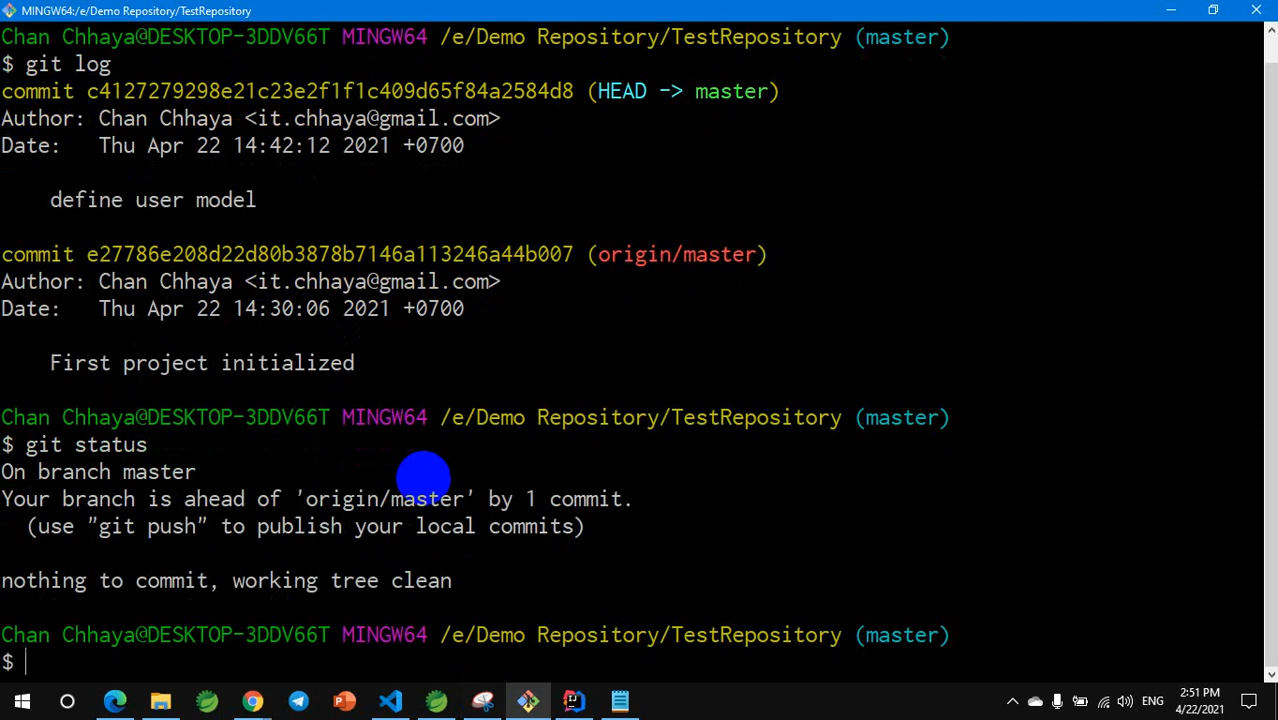 MINGW64:/e/Demo Repository/TestRepository
Chan Chhaya@DESKTOP-3DDV66T MINGW64 /e/Demo Repository/TestRepository (master)
$ git log
commit c4127279298e21c23e2f1f1c409d65f84a2584d8 (HEAD -> master)
Author: Chan Chhaya <it.chhaya@gmail.com>
Date:   Thu Apr 22 14:42:12 2021 +0700
    define user model
commit e27786e208d22d80b3878b7146a113246a44b007 (origin/master)
Author: Chan Chhaya <it.chhaya@gmail.com>
Date:   Thu Apr 22 14:30:06 2021 +0700
    First project initialized
Chan Chhaya@DESKTOP-3DDV66T MINGW64 /e/Demo Repository/TestRepository (master)
$ git status
On branch master
Your branch is ahead of 'origin/master' by 1 commit.
  (use "git push" to publish your local commits)
nothing to commit, working tree clean
Chan Chhaya@DESKTOP-3DDV66T MINGW64 /e/Demo Repository/TestRepository (master)
$
ENG
2:51 PM
4/22/2021